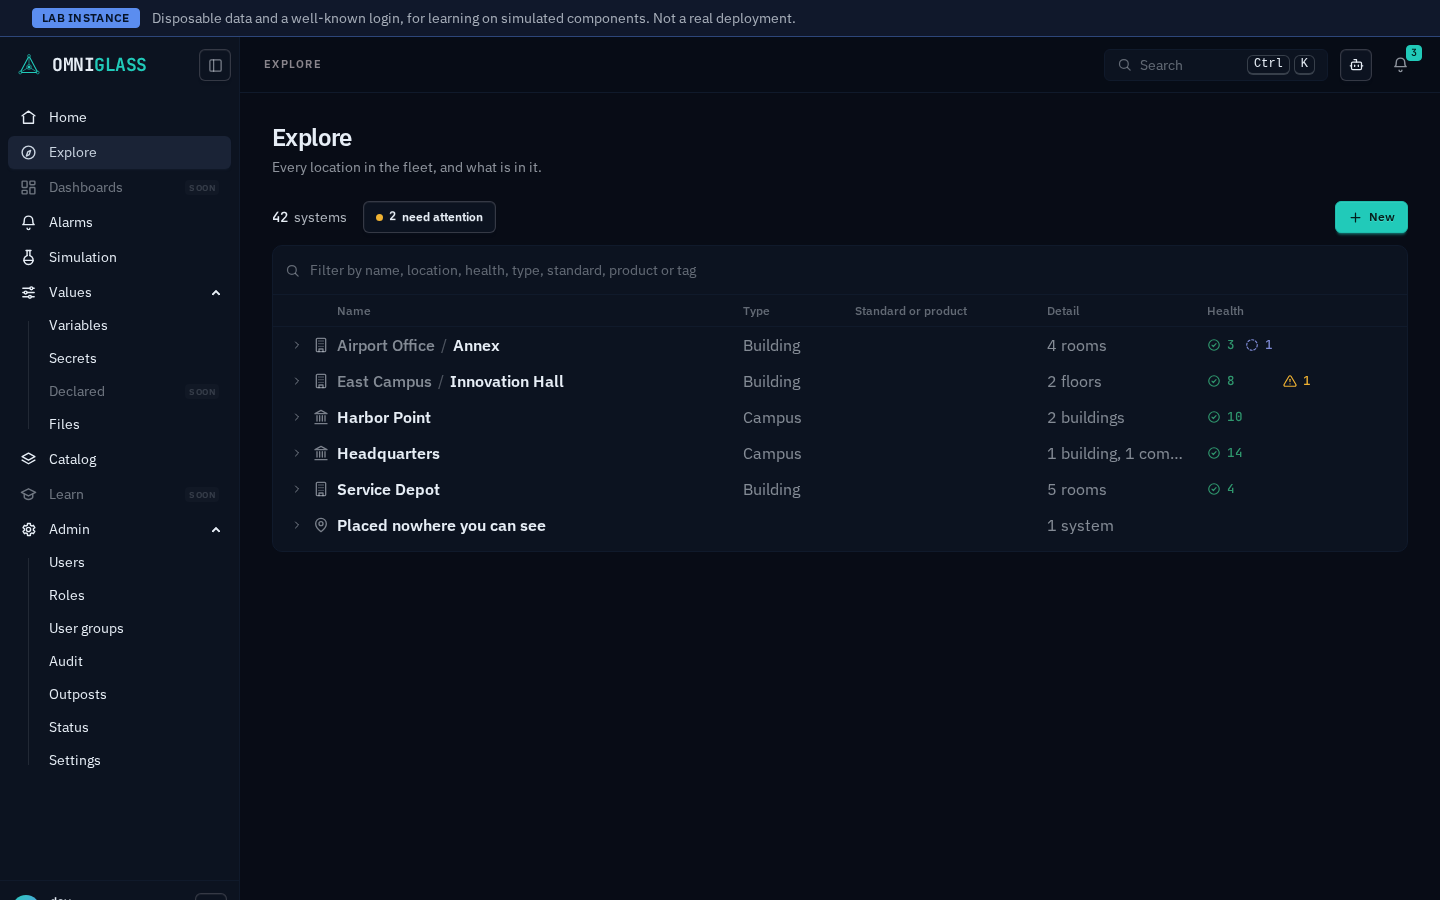 LAB INSTANCE Disposable data and a well-known login, for learning on simulated components. Not a real deployment.
OMNIGLASS
EXPLORE
Search Ctrl K
3
Home
Explore
Dashboards SOON
Alarms
Simulation
Values
Variables
Secrets
Declared SOON
Files
Catalog
Learn SOON
Admin
Users
Roles
User groups
Audit
Outposts
Status
Settings
Explore
Every location in the fleet, and what is in it.
42 systems 2 need attention New
Filter by name, location, health, type, standard, product or tag
Name Type Standard or product Detail Health
Airport Office / Annex Building 4 rooms 3 1
East Campus / Innovation Hall Building 2 floors 8 1
Harbor Point Campus 2 buildings 10
Headquarters Campus 1 building, 1 com... 14
Service Depot Building 5 rooms 4
Placed nowhere you can see 1 system